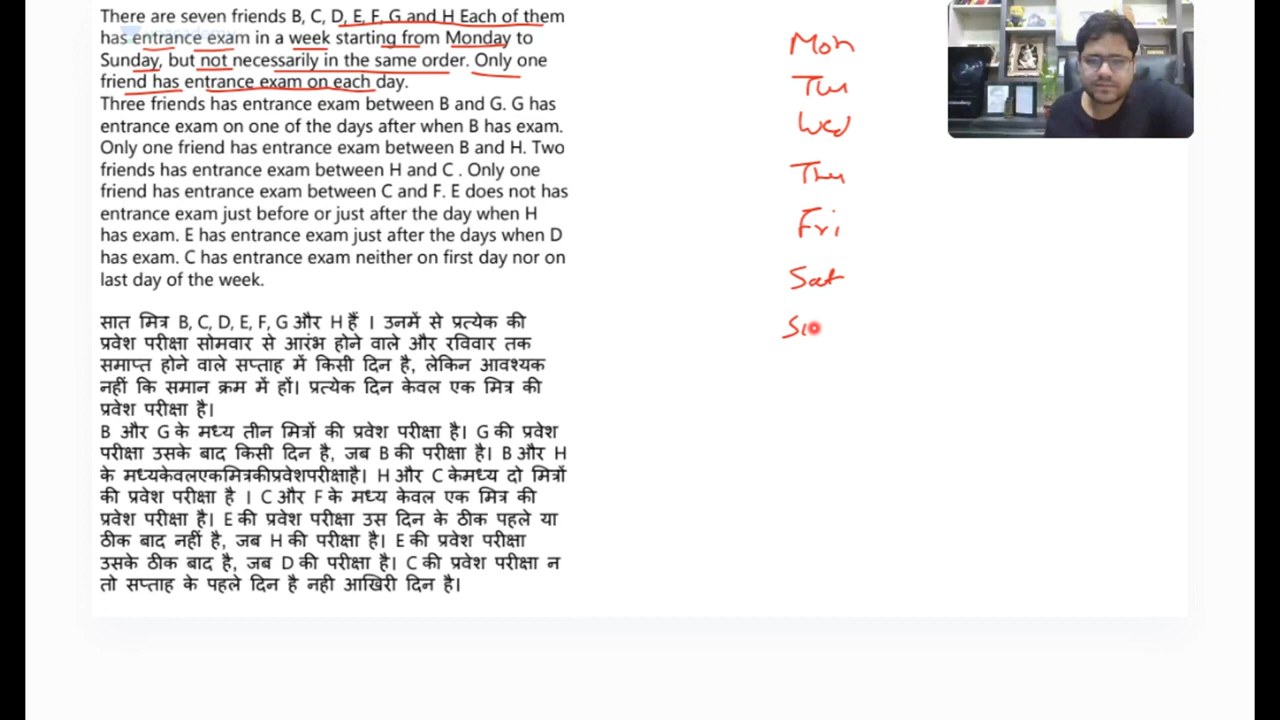 There are seven friends B, C, D, E, F, G and H Each of them
has entrance exam in a week starting from Monday to
Sunday, but not necessarily in the same order. Only one
friend has entrance exam on each day.
Three friends has entrance exam between B and G. G has
entrance exam on one of the days after when B has exam.
Only one friend has entrance exam between B and H. Two
friends has entrance exam between H and C . Only one
friend has entrance exam between C and F. E does not has
entrance exam just before or just after the day when H
has exam. E has entrance exam just after the days when D
has exam. C has entrance exam neither on first day nor on
last day of the week.
सात मित्र B, C, D, E, F, G और H हैं । उनमें से प्रत्येक की
प्रवेश परीक्षा सोमवार से आरंभ होने वाले और रविवार तक
समाप्त होने वाले सप्ताह में किसी दिन है, लेकिन आवश्यक
नहीं कि समान क्रम में हों। प्रत्येक दिन केवल एक मित्र की
प्रवेश परीक्षा है।
B और G के मध्य तीन मित्रों की प्रवेश परीक्षा है। G की प्रवेश
परीक्षा उसके बाद किसी दिन है, जब B की परीक्षा है। B और H
के मध्यकेवलएकमित्रकीप्रवेशपरीक्षाहै। H और C केमध्य दो मित्रों
की प्रवेश परीक्षा है । C और F के मध्य केवल एक मित्र की
प्रवेश परीक्षा है। E की प्रवेश परीक्षा उस दिन के ठीक पहले या
ठीक बाद नहीं है, जब H की परीक्षा है। E की प्रवेश परीक्षा
उसके ठीक बाद है, जब D की परीक्षा है। C की प्रवेश परीक्षा न
तो सप्ताह के पहले दिन है नही आखिरी दिन है।
Mon
Tu
Wed
Thu
Fri
Sat